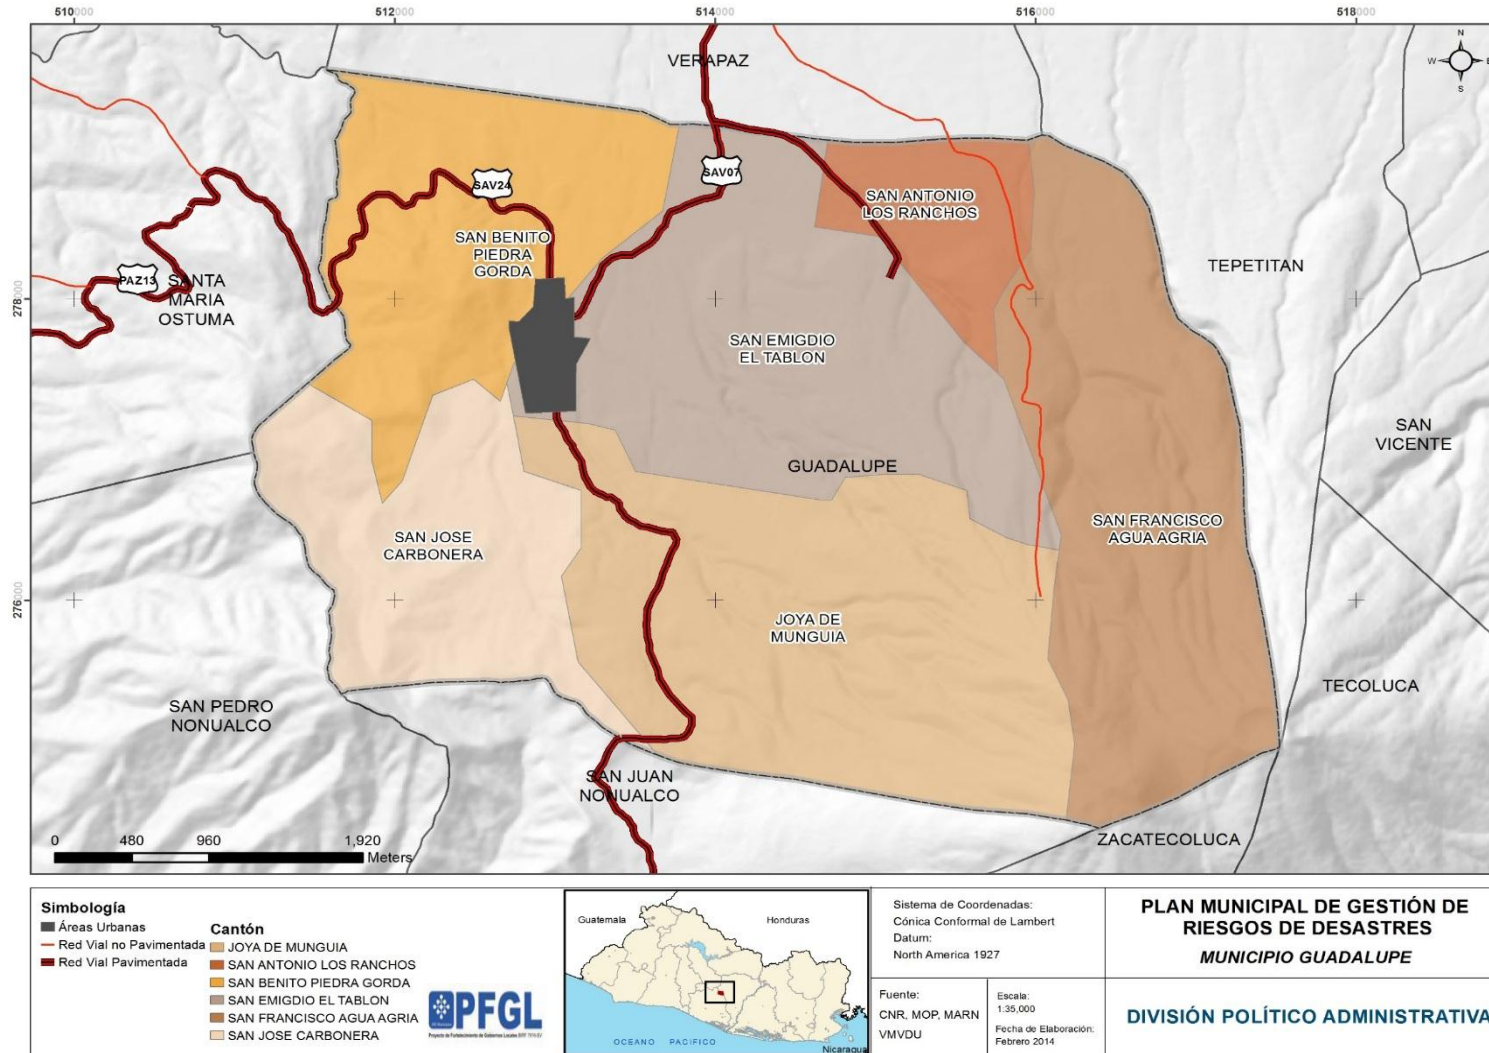 510000
512000
514000
516000
518000
VERAPAZ
N
W
E
S
SAV24
SAV07
SAN ANTONIO
LOS RANCHOS
SAN BENITO
PIEDRA
GORDA
TEPETITAN
PAZ13
SANTA
MARIA
OSTUMA
278000
SAN EMIGDIO
EL TABLON
SAN
VICENTE
GUADALUPE
SAN JOSE
CARBONERA
SAN FRANCISCO
AGUA AGRIA
276000
JOYA DE
MUNGUIA
TECOLUCA
SAN PEDRO
NONUALCO
SAN JUAN
NONUALCO
ZACATECOLUCA
0 480 960 1,920
Meters
Simbología
Áreas Urbanas
Red Vial no Pavimentada
Red Vial Pavimentada
Cantón
JOYA DE MUNGUIA
SAN ANTONIO LOS RANCHOS
SAN BENITO PIEDRA GORDA
SAN EMIGDIO EL TABLON
SAN FRANCISCO AGUA AGRIA
SAN JOSE CARBONERA
PFGL
Guatemala
Honduras
OCEANO PACIFICO
Nicaragua
Sistema de Coordenadas:
Cónica Conformal de Lambert
Datum:
North America 1927
Fuente:
CNR, MOP, MARN
VMVDU
Escala:
1:35,000
Fecha de Elaboración:
Febrero 2014
PLAN MUNICIPAL DE GESTIÓN DE
RIESGOS DE DESASTRES
MUNICIPIO GUADALUPE
DIVISIÓN POLÍTICO ADMINISTRATIVA